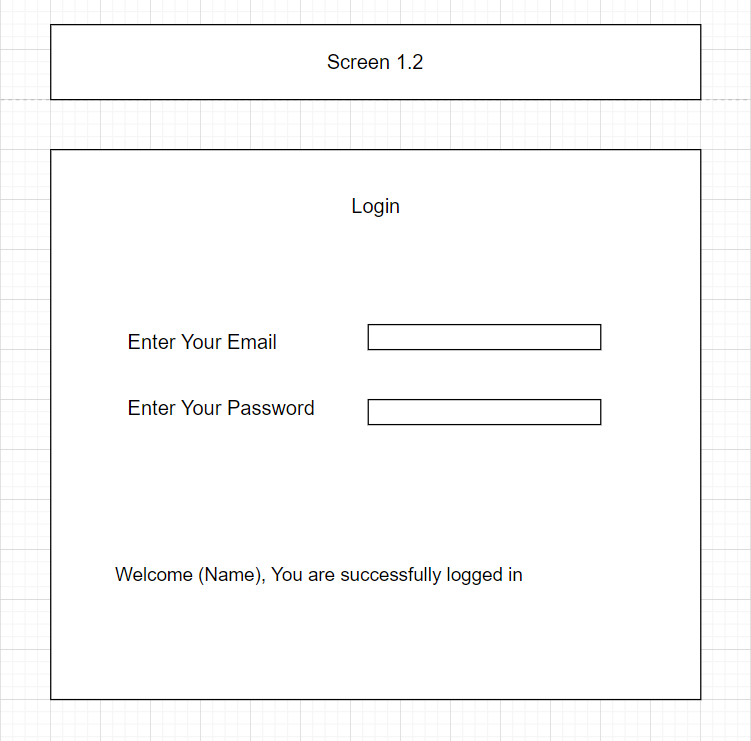 Screen 1.2
Login
Enter Your Email
Enter Your Password
Welcome (Name), You are successfully logged in